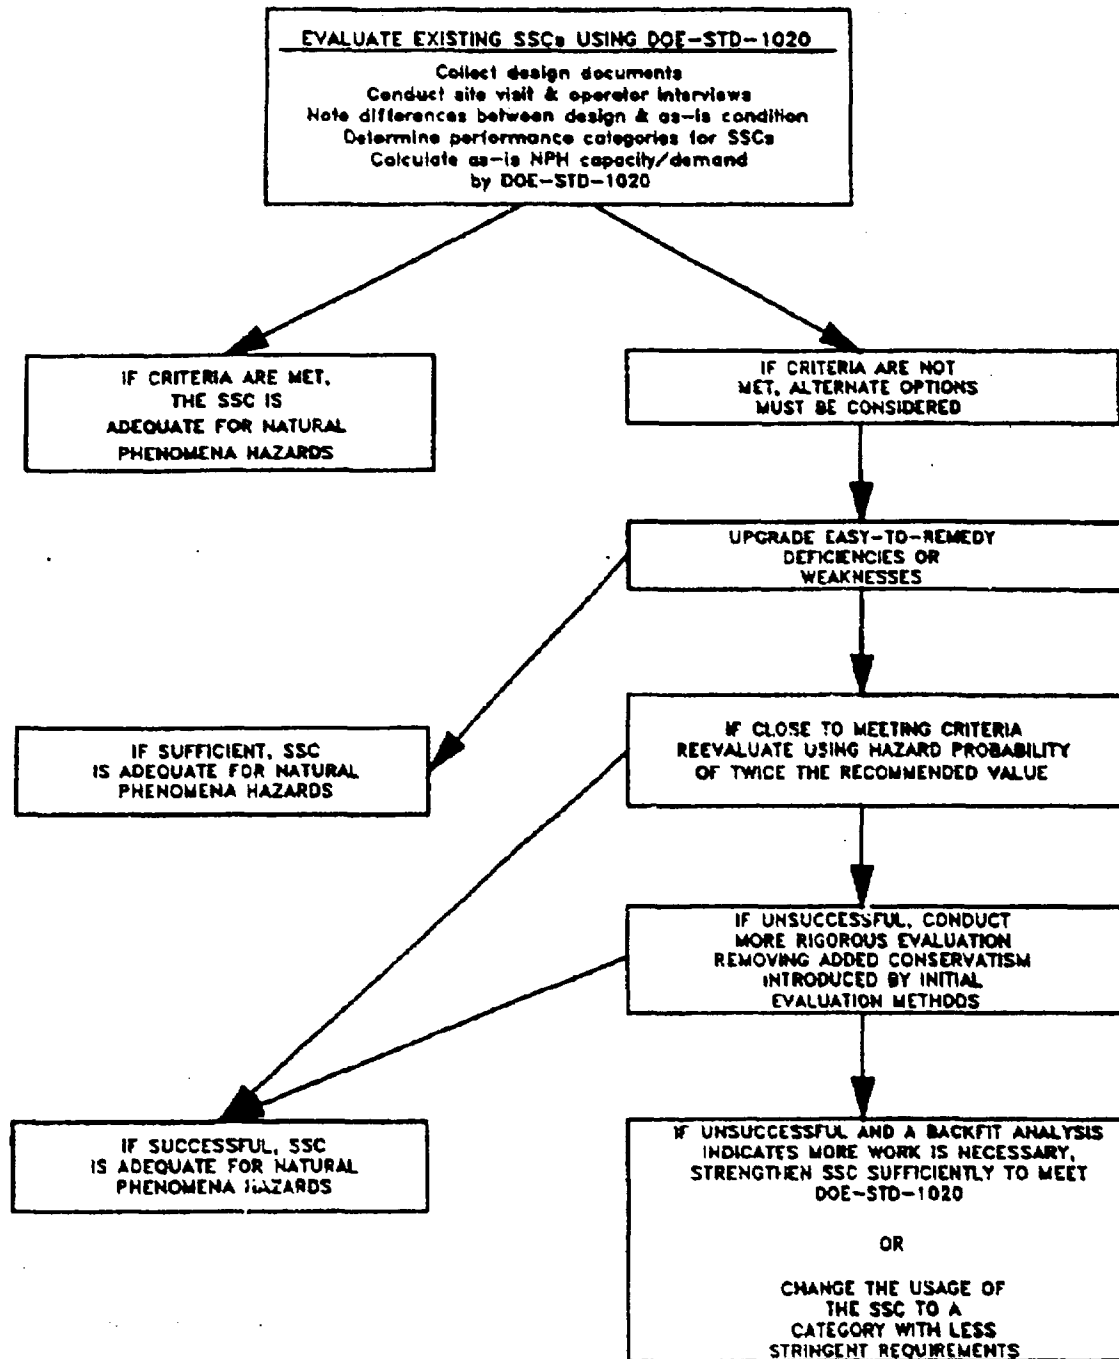 EVALUATE EXISTING SSCs USING DOE-STD-1020
Collect design documents
Conduct site visit & operator interviews
Note differences between design & as-is condition
Determine performance categories for SSCs
Calculate as-is NPH capacity/demand
by DOE-STD-1020
IF CRITERIA ARE MET,
THE SSC IS
ADEQUATE FOR NATURAL
PHENOMENA HAZARDS
IF CRITERIA ARE NOT
MET, ALTERNATE OPTIONS
MUST BE CONSIDERED
UPGRADE EASY-TO-REMEDY
DEFICIENCIES OR
WEAKNESSES
IF SUFFICIENT, SSC
IS ADEQUATE FOR NATURAL
PHENOMENA HAZARDS
IF CLOSE TO MEETING CRITERIA
REEVALUATE USING HAZARD PROBABILITY
OF TWICE THE RECOMMENDED VALUE
IF UNSUCCESSFUL, CONDUCT
MORE RIGOROUS EVALUATION
REMOVING ADDED CONSERVATISM
INTRODUCED BY INITIAL
EVALUATION METHODS
IF SUCCESSFUL, SSC
IS ADEQUATE FOR NATURAL
PHENOMENA HAZARDS
IF UNSUCCESSFUL AND A BACKFIT ANALYSIS
INDICATES MORE WORK IS NECESSARY,
STRENGTHEN SSC SUFFICIENTLY TO MEET
DOE-STD-1020
OR
CHANGE THE USAGE OF
THE SSC TO A
CATEGORY WITH LESS
STRINGENT REQUIREMENTS